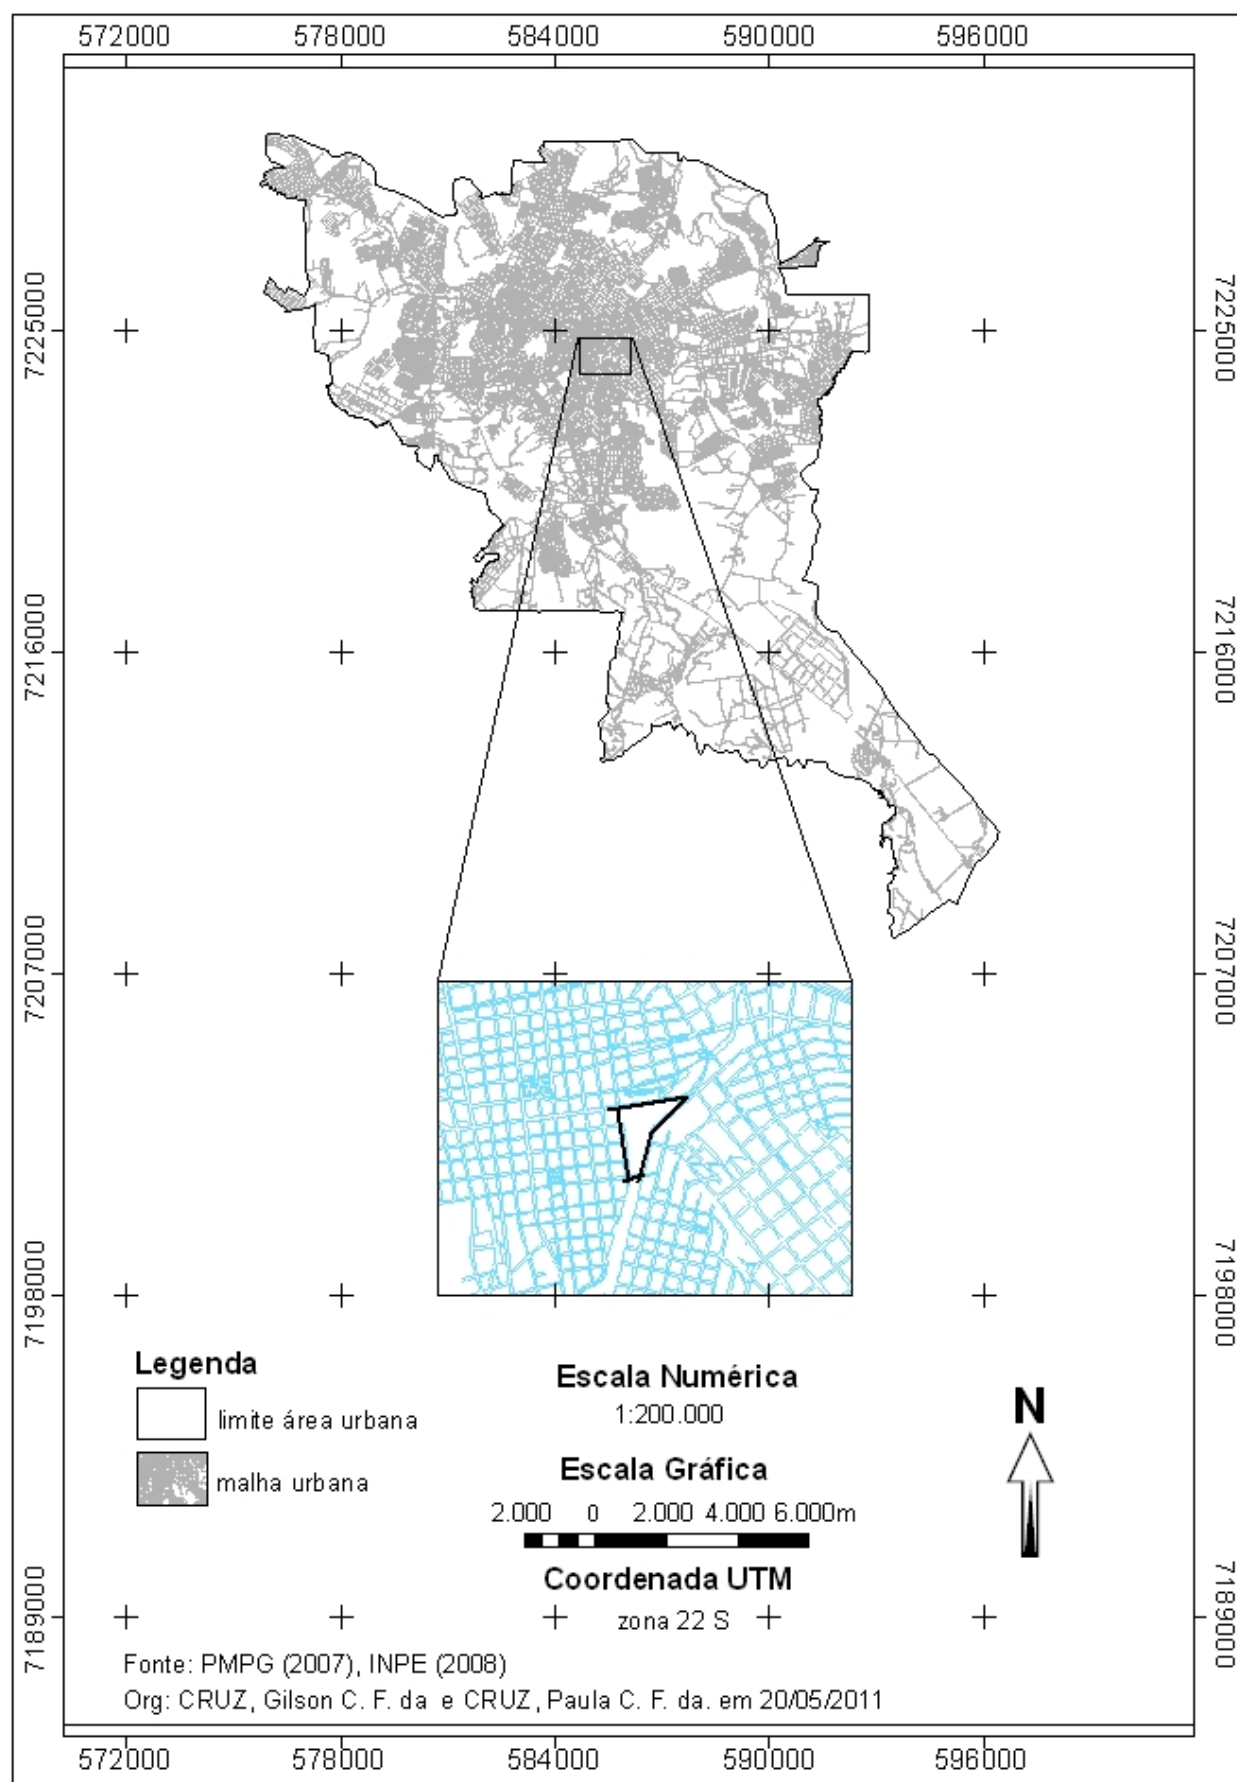 572000 578000 584000 590000 596000
7225000 7225000
7216000 7216000
7207000 7207000
7198000 7198000
Legenda
limite área urbana
malha urbana
Escala Numérica
1:200.000
Escala Gráfica
2.000 0 2.000 4.000 6.000m
Coordenada UTM
zona 22 S
N
7189000 7189000
Fonte: PMPG (2007), INPE (2008)
Org: CRUZ, Gilson C. F. da e CRUZ, Paula C. F. da. em 20/05/2011
572000 578000 584000 590000 596000